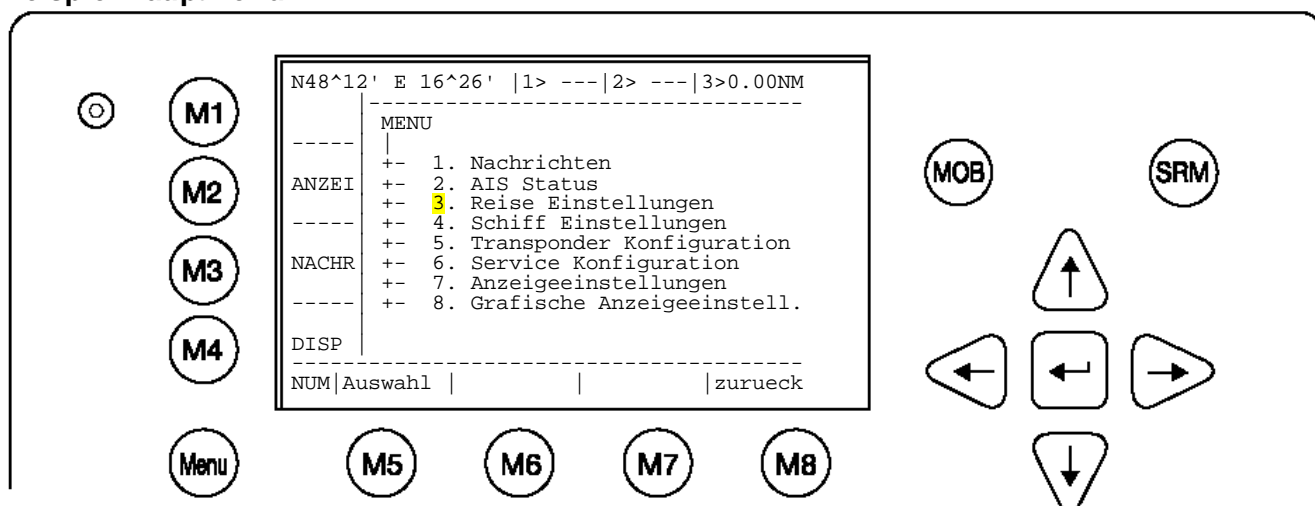 N48^12' E 16^26' |1> ---|2> ---|3>0.00NM
M1
MENU
-----
+- 1. Nachrichten
M2
ANZEI +- 2. AIS Status
+- 3. Reise Einstellungen
----- +- 4. Schiff Einstellungen
+- 5. Transponder Konfiguration
M3
NACHR +- 6. Service Konfiguration
+- 7. Anzeigeeinstellungen
----- +- 8. Grafische Anzeigeeinstell.
M4
DISP
NUM|Auswahl | | |zurueck
MOB SRM
Menu M5 M6 M7 M8